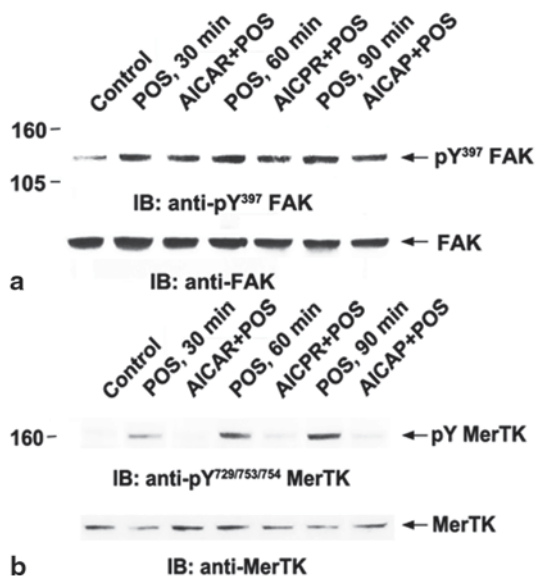 Control POS, 30 min AICAR+POS POS, 60 min AICPR+POS POS, 90 min AICAP+POS
160
pY397 FAK
105
IB: anti-pY397 FAK
FAK
a
IB: anti-FAK
Control POS, 30 min AICAR+POS POS, 60 min AICPR+POS POS, 90 min AICAP+POS
160
pY MerTK
IB: anti-pY729/753/754 MerTK
MerTK
b
IB: anti-MerTK